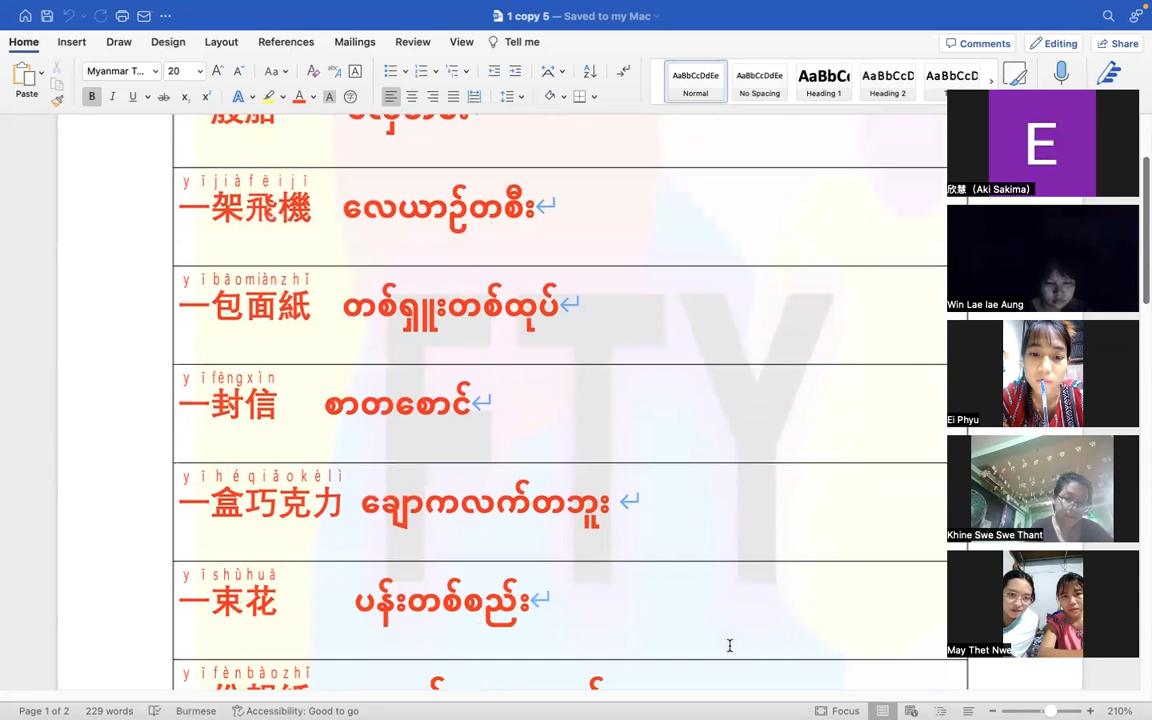 1 copy 5 — Saved to my Mac
Home Insert Draw Design Layout References Mailings Review View Tell me Comments Editing Share
Paste
Myanmar T... 20
AaBbCcDdEe AaBbCcDdEe AaBbCc AaBbCcD AaBbCcD
Normal No Spacing Heading 1 Heading 2
yījiàfēijī
一架飛機 လေယာဉ်တစီး
yībāomiànzhǐ
一包面紙 တစ်ရှူးတစ်ထုပ်
yīfēngxìn
一封信 စာတစောင်
yīhéqiǎokèlì
一盒巧克力 ချောကလက်တဘူး
yīshùhuā
一束花 ပန်းတစ်စည်း
yīfènbàozhǐ
FTY
E
欣慧（Aki Sakima）
Win Lae lae Aung
Ei Phyu
Khine Swe Swe Thant
May Thet Nwe
Page 1 of 2 229 words Burmese Accessibility: Good to go Focus 210%